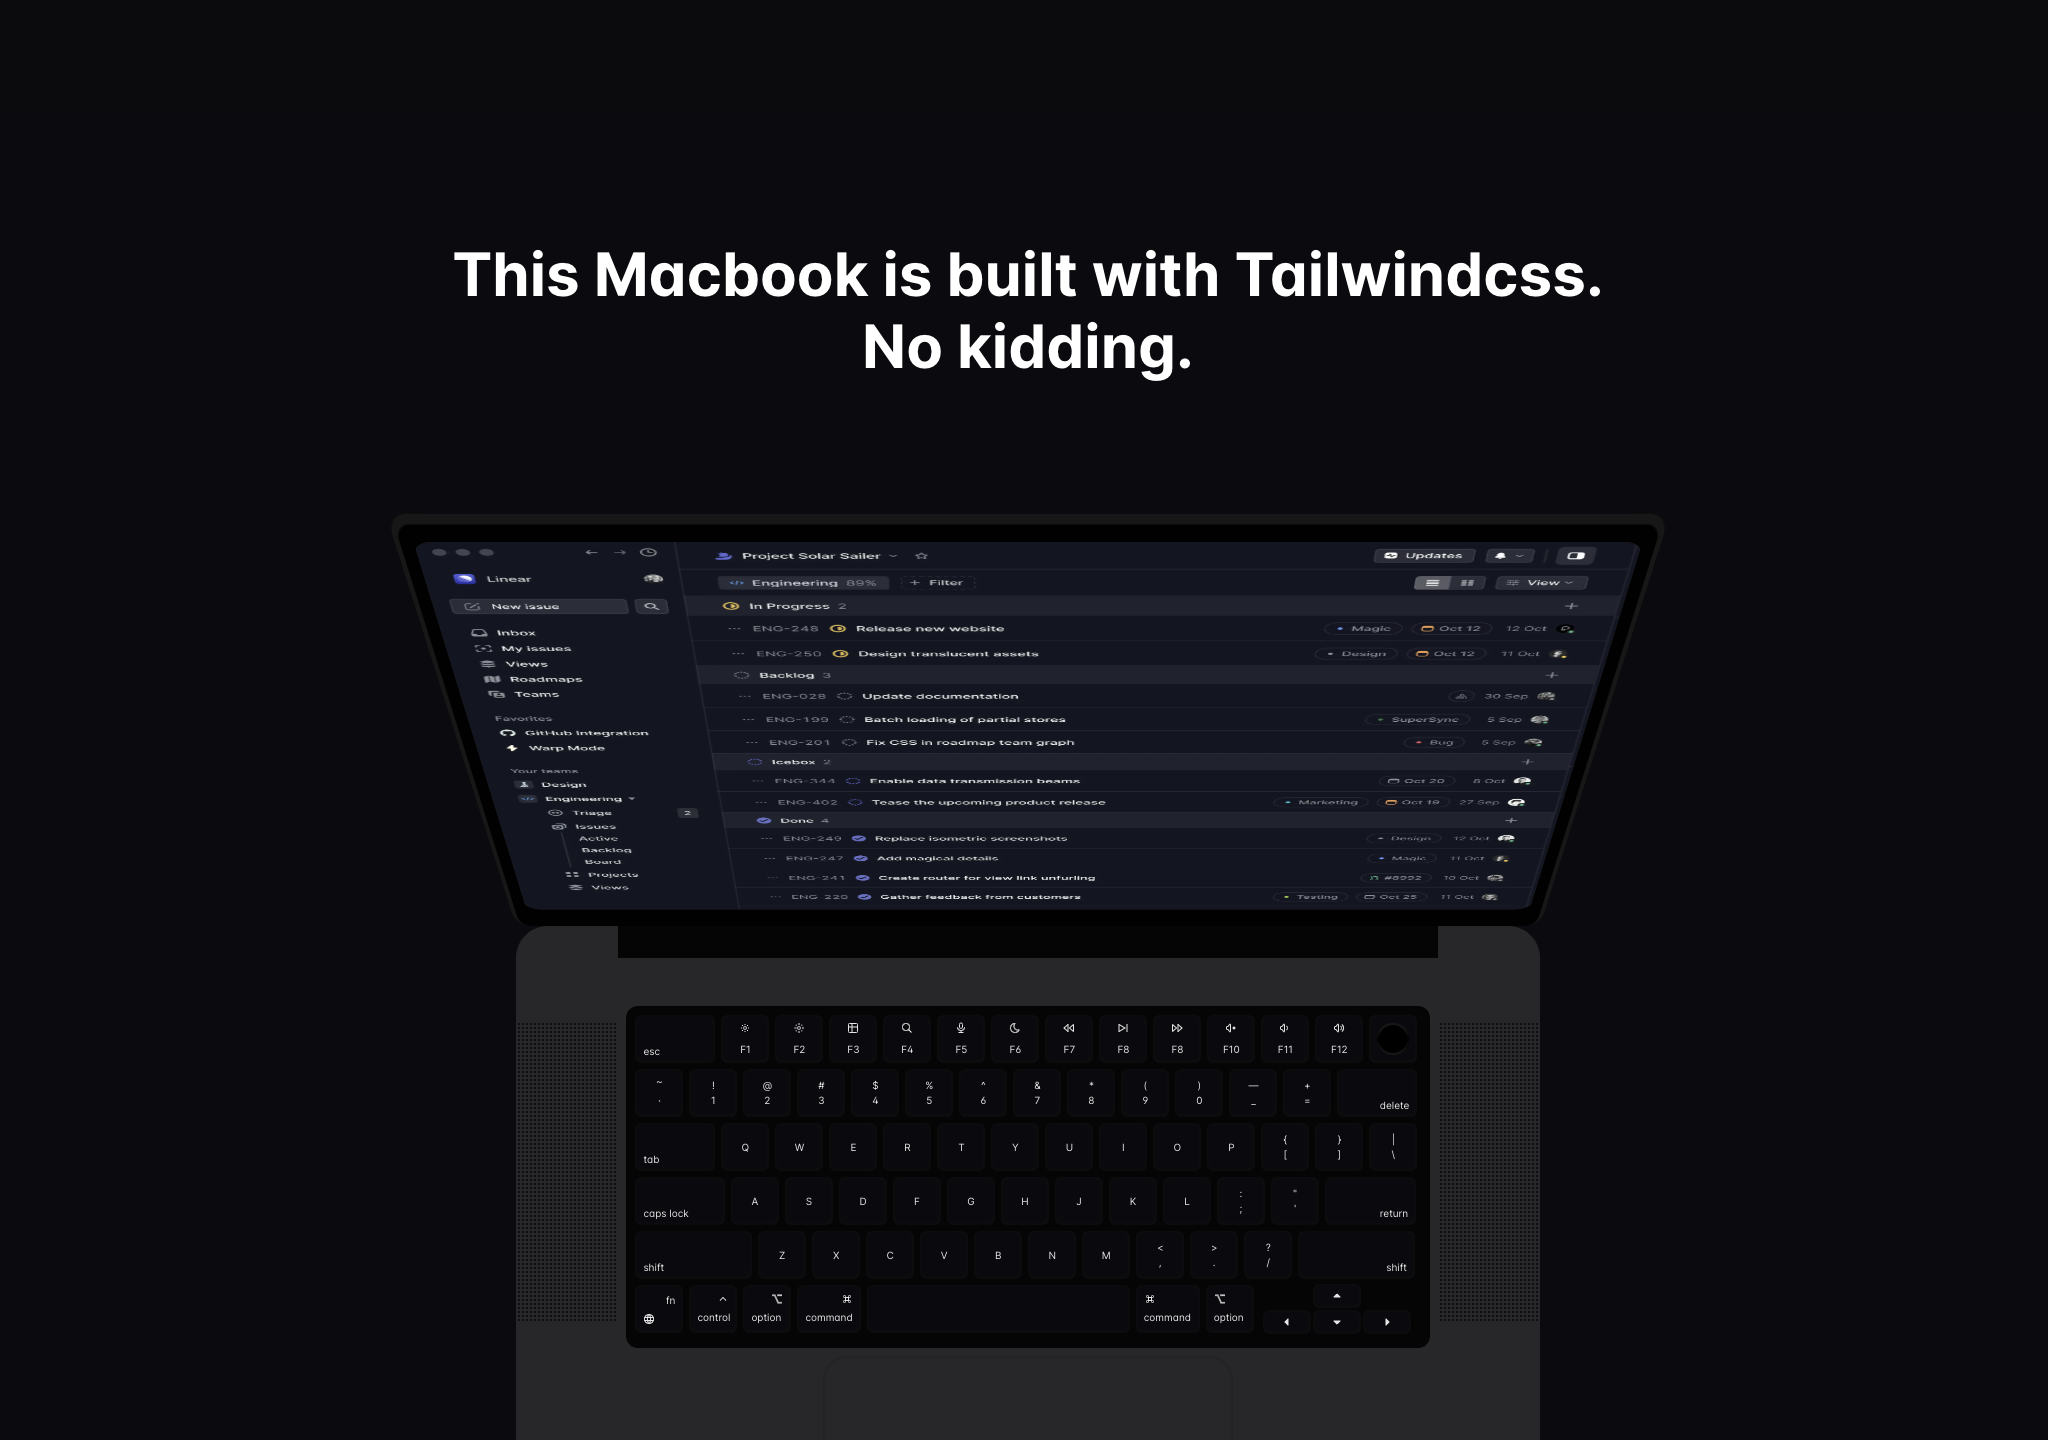 This Macbook is built with Tailwindcss.
No kidding.
Project Solar Sailer
Updates
Linear
Engineering 89% + Filter
View
New issue
In Progress 2 +
Inbox
ENG-248 Release new website Magic Oct 12 12 Oct
My issues
ENG-250 Design translucent assets Design Oct 12 11 Oct
Views
Backlog 3 +
Roadmaps
Teams
ENG-028 Update documentation 30 Sep
Favorites
ENG-199 Batch loading of partial stores SuperSync 5 Sep
GitHub Integration
ENG-201 Fix CSS in roadmap team graph Bug 5 Sep
Warp Mode
Icebox 2 +
Your teams
ENG-344 Enable data transmission beams Oct 20 8 Oct
Design
Engineering
ENG-402 Tease the upcoming product release Marketing Oct 19 27 Sep
Triage 2
Done 4 +
Issues
ENG-249 Replace isometric screenshots Design 12 Oct
Active
Backlog
ENG-247 Add magical details Magic 11 Oct
Board
Projects
ENG-241 Create router for view link unfurling 10 Oct
Views
ENG-220 Gather feedback from customers Testing Oct 25 11 Oct
esc F1 F2 F3 F4 F5 F6 F7 F8 F8 F10 F11 F12
~ ! @ # $ % ^ & * ( ) — +
· 1 2 3 4 5 6 7 8 9 0 _ = delete
{ } |
tab Q W E R T Y U I O P [ ] \
: "
caps lock A S D F G H J K L ; ' return
< > ?
shift Z X C V B N M , . / shift
fn ^ ⌥ ⌘ ⌘ ⌥
control option command command option